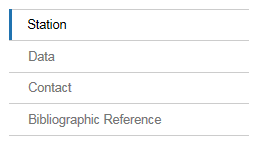 Station
Data
Contact
Bibliographic Reference